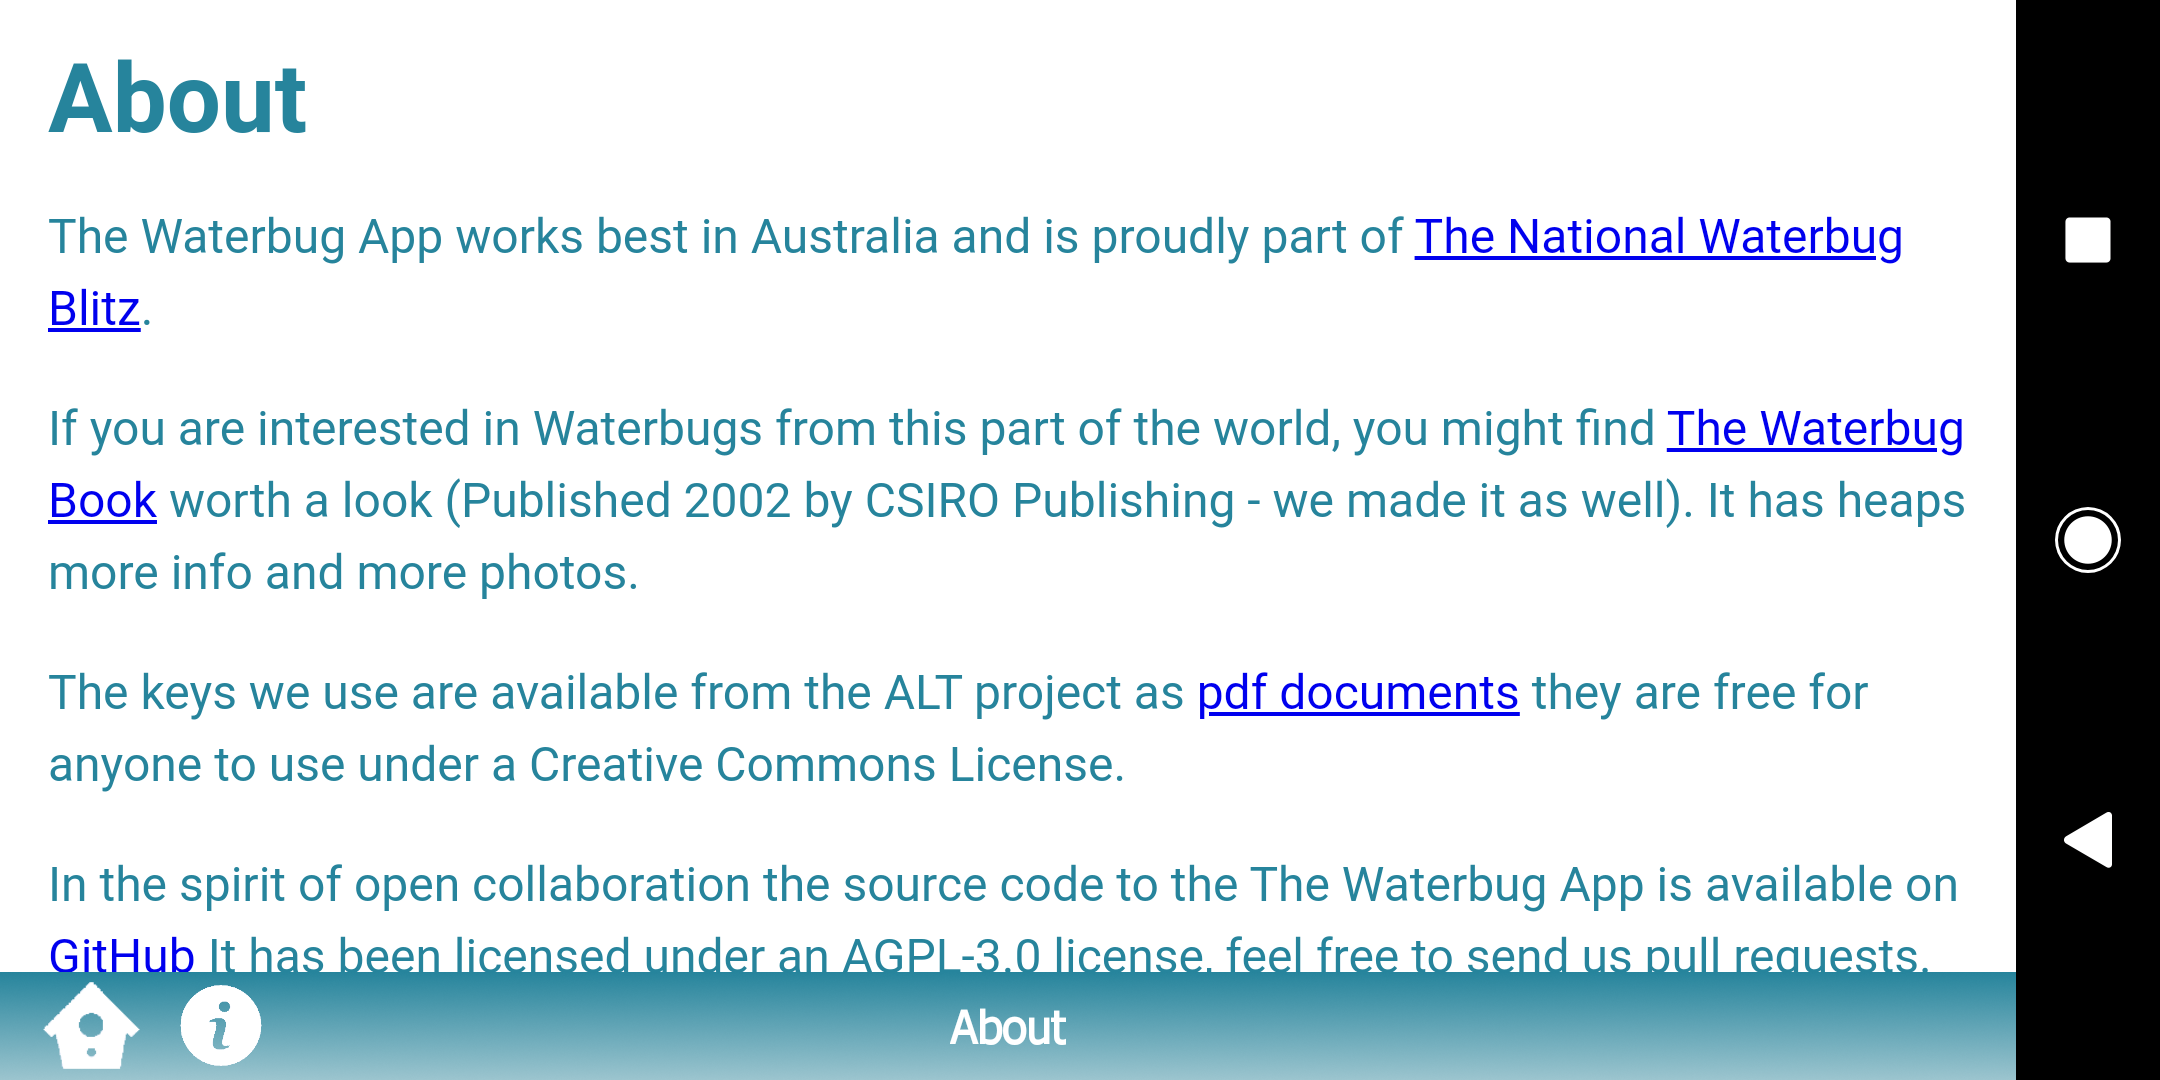 About
The Waterbug App works best in Australia and is proudly part of The National Waterbug
Blitz.
If you are interested in Waterbugs from this part of the world, you might find The Waterbug
Book worth a look (Published 2002 by CSIRO Publishing - we made it as well). It has heaps
more info and more photos.
The keys we use are available from the ALT project as pdf documents they are free for
anyone to use under a Creative Commons License.
In the spirit of open collaboration the source code to the The Waterbug App is available on
GitHub It has been licensed under an AGPL-3.0 license, feel free to send us pull requests.
About